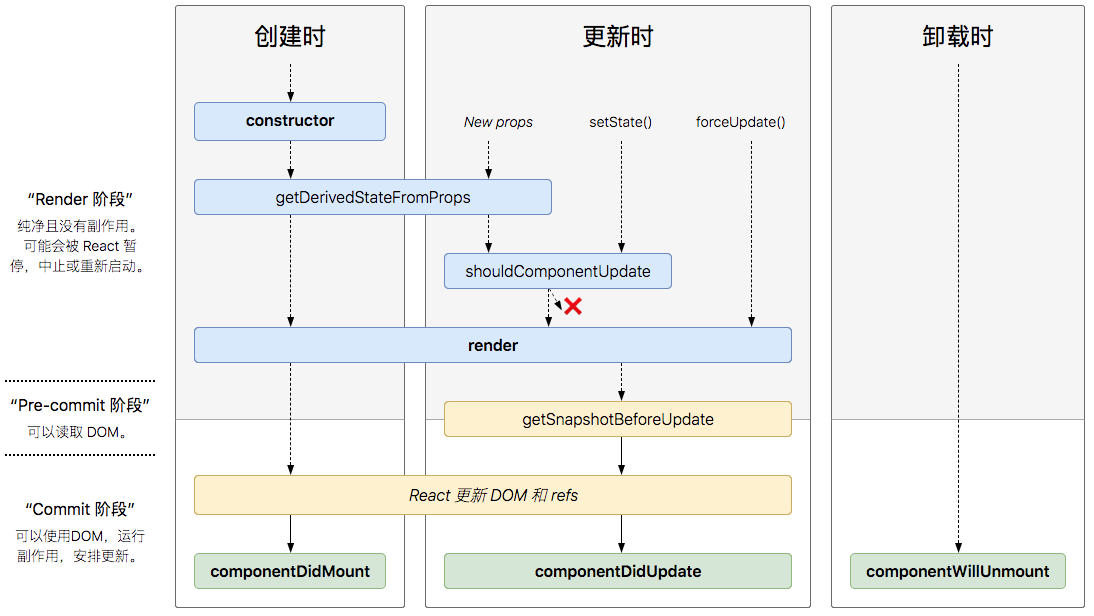 创建时
更新时
卸载时
constructor
New props
setState()
forceUpdate()
“Render 阶段”
纯净且没有副作用。
可能会被 React 暂
停，中止或重新启动。
getDerivedStateFromProps
shouldComponentUpdate
render
“Pre-commit 阶段”
可以读取 DOM。
getSnapshotBeforeUpdate
“Commit 阶段”
可以使用DOM，运行
副作用，安排更新。
React 更新 DOM 和 refs
componentDidMount
componentDidUpdate
componentWillUnmount